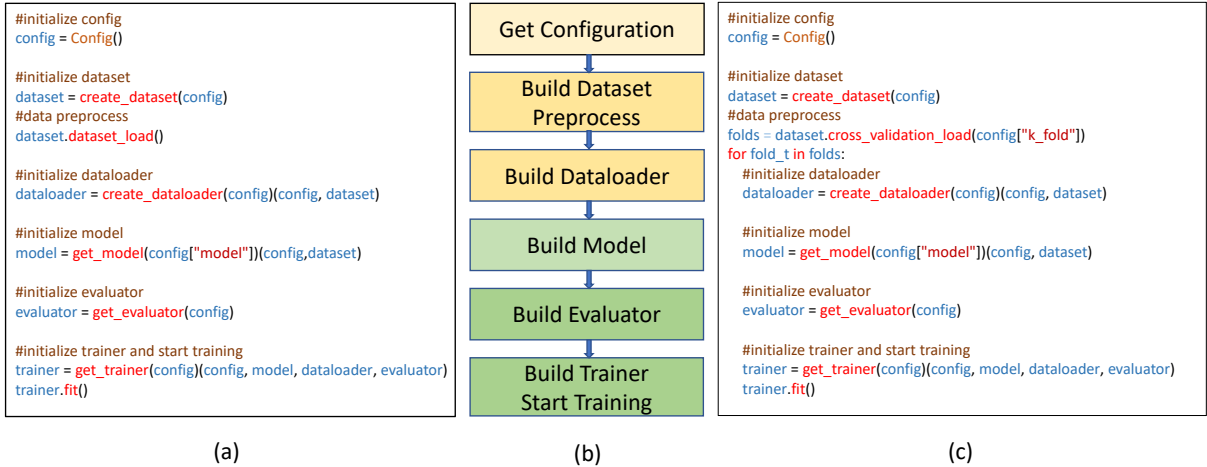 #initialize config
config = Config()
#initialize dataset
dataset = create_dataset(config)
#data preprocess
dataset.dataset_load()
#initialize dataloader
dataloader = create_dataloader(config)(config, dataset)
#initialize model
model = get_model(config["model"])(config,dataset)
#initialize evaluator
evaluator = get_evaluator(config)
#initialize trainer and start training
trainer = get_trainer(config)(config, model, dataloader, evaluator)
trainer.fit()
(a)
Get Configuration
Build Dataset
Preprocess
Build Dataloader
Build Model
Build Evaluator
Build Trainer
Start Training
(b)
#initialize config
config = Config()
#initialize dataset
dataset = create_dataset(config)
#data preprocess
folds = dataset.cross_validation_load(config["k_fold"])
for fold_t in folds:
#initialize dataloader
dataloader = create_dataloader(config)(config, dataset)
#initialize model
model = get_model(config["model"])(config, dataset)
#initialize evaluator
evaluator = get_evaluator(config)
#initialize trainer and start training
trainer = get_trainer(config)(config, model, dataloader, evaluator)
trainer.fit()
(c)